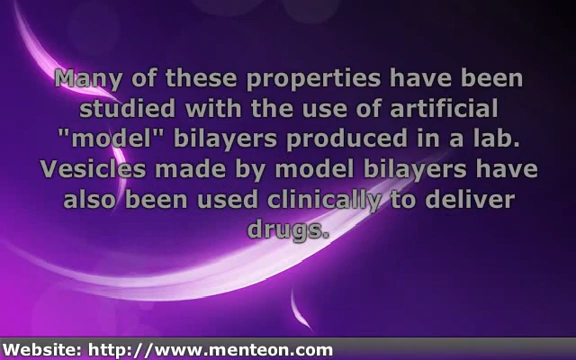 Many of these properties have been
studied with the use of artificial
"model" bilayers produced in a lab.
Vesicles made by model bilayers have
also been used clinically to deliver
drugs.
Website: http://www.menteon.com